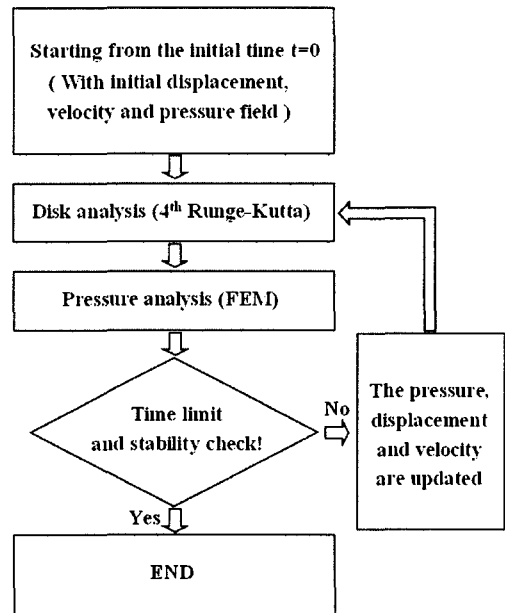 Starting from the initial time t=0
( With initial displacement,
velocity and pressure field )
Disk analysis (4th Runge-Kutta)
Pressure analysis (FEM)
Time limit
and stability check!
No
The pressure,
displacement
and velocity
are updated
Yes
END